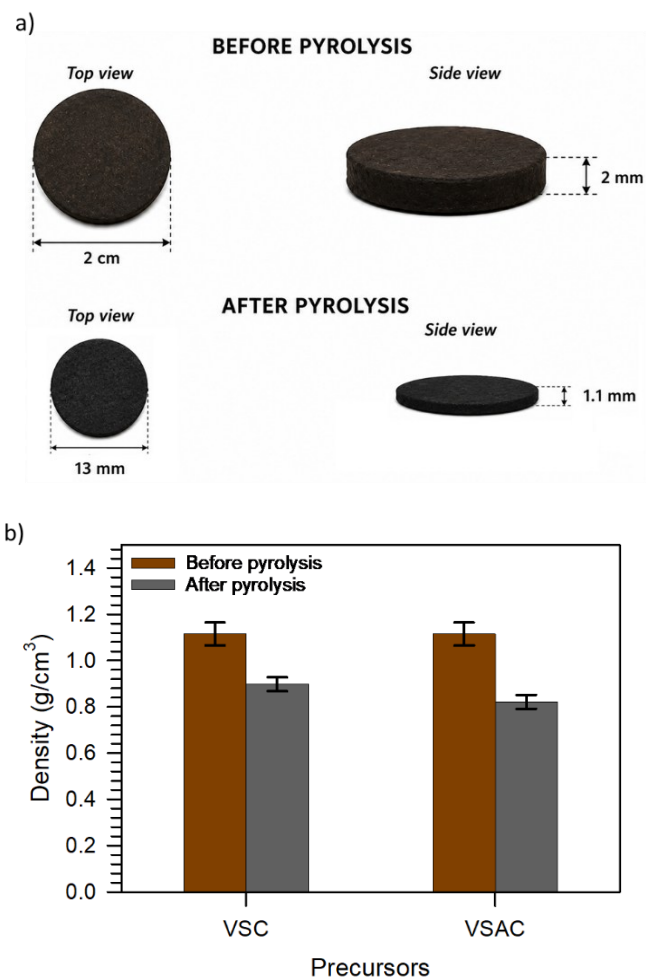 a)
BEFORE PYROLYSIS
Top view
Side view
2 mm
2 cm
AFTER PYROLYSIS
Top view
Side view
1.1 mm
13 mm
b)
Before pyrolysis
After pyrolysis
1.4
1.2
1.0
0.8
0.6
0.4
0.2
0.0
Density (g/cm³)
VSC
VSAC
Precursors